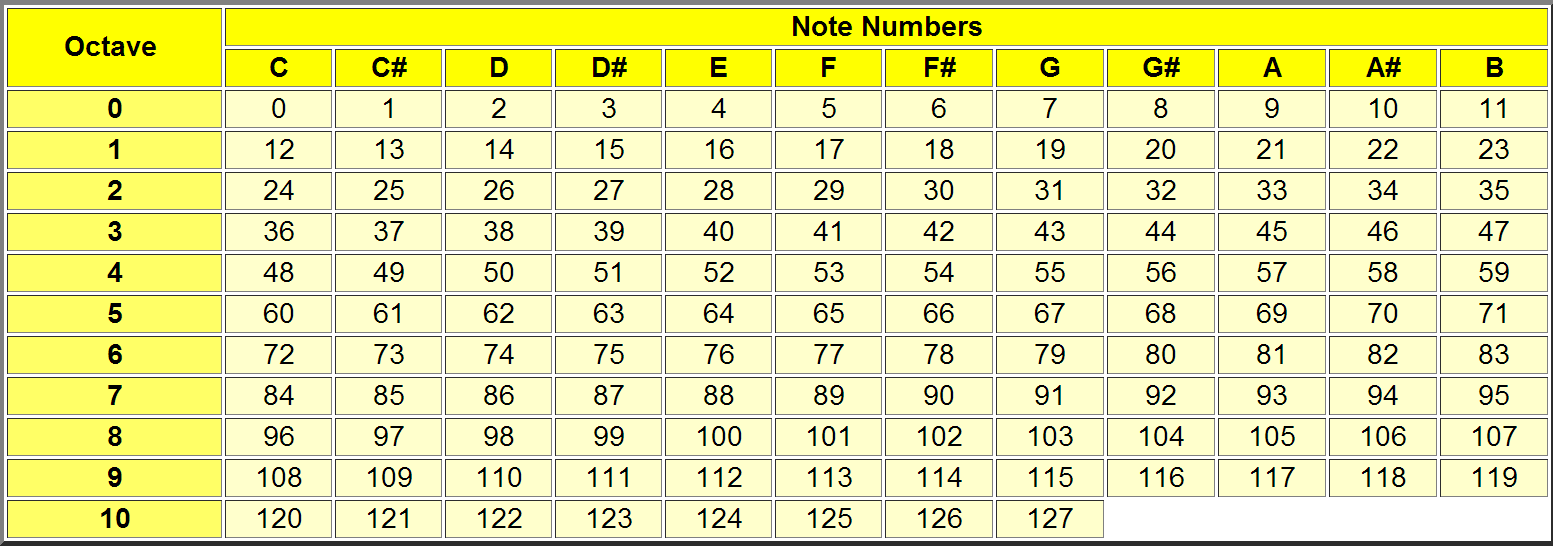 Octave Note Numbers
C C# D D# E F F# G G# A A# B
0 0 1 2 3 4 5 6 7 8 9 10 11
1 12 13 14 15 16 17 18 19 20 21 22 23
2 24 25 26 27 28 29 30 31 32 33 34 35
3 36 37 38 39 40 41 42 43 44 45 46 47
4 48 49 50 51 52 53 54 55 56 57 58 59
5 60 61 62 63 64 65 66 67 68 69 70 71
6 72 73 74 75 76 77 78 79 80 81 82 83
7 84 85 86 87 88 89 90 91 92 93 94 95
8 96 97 98 99 100 101 102 103 104 105 106 107
9 108 109 110 111 112 113 114 115 116 117 118 119
10 120 121 122 123 124 125 126 127